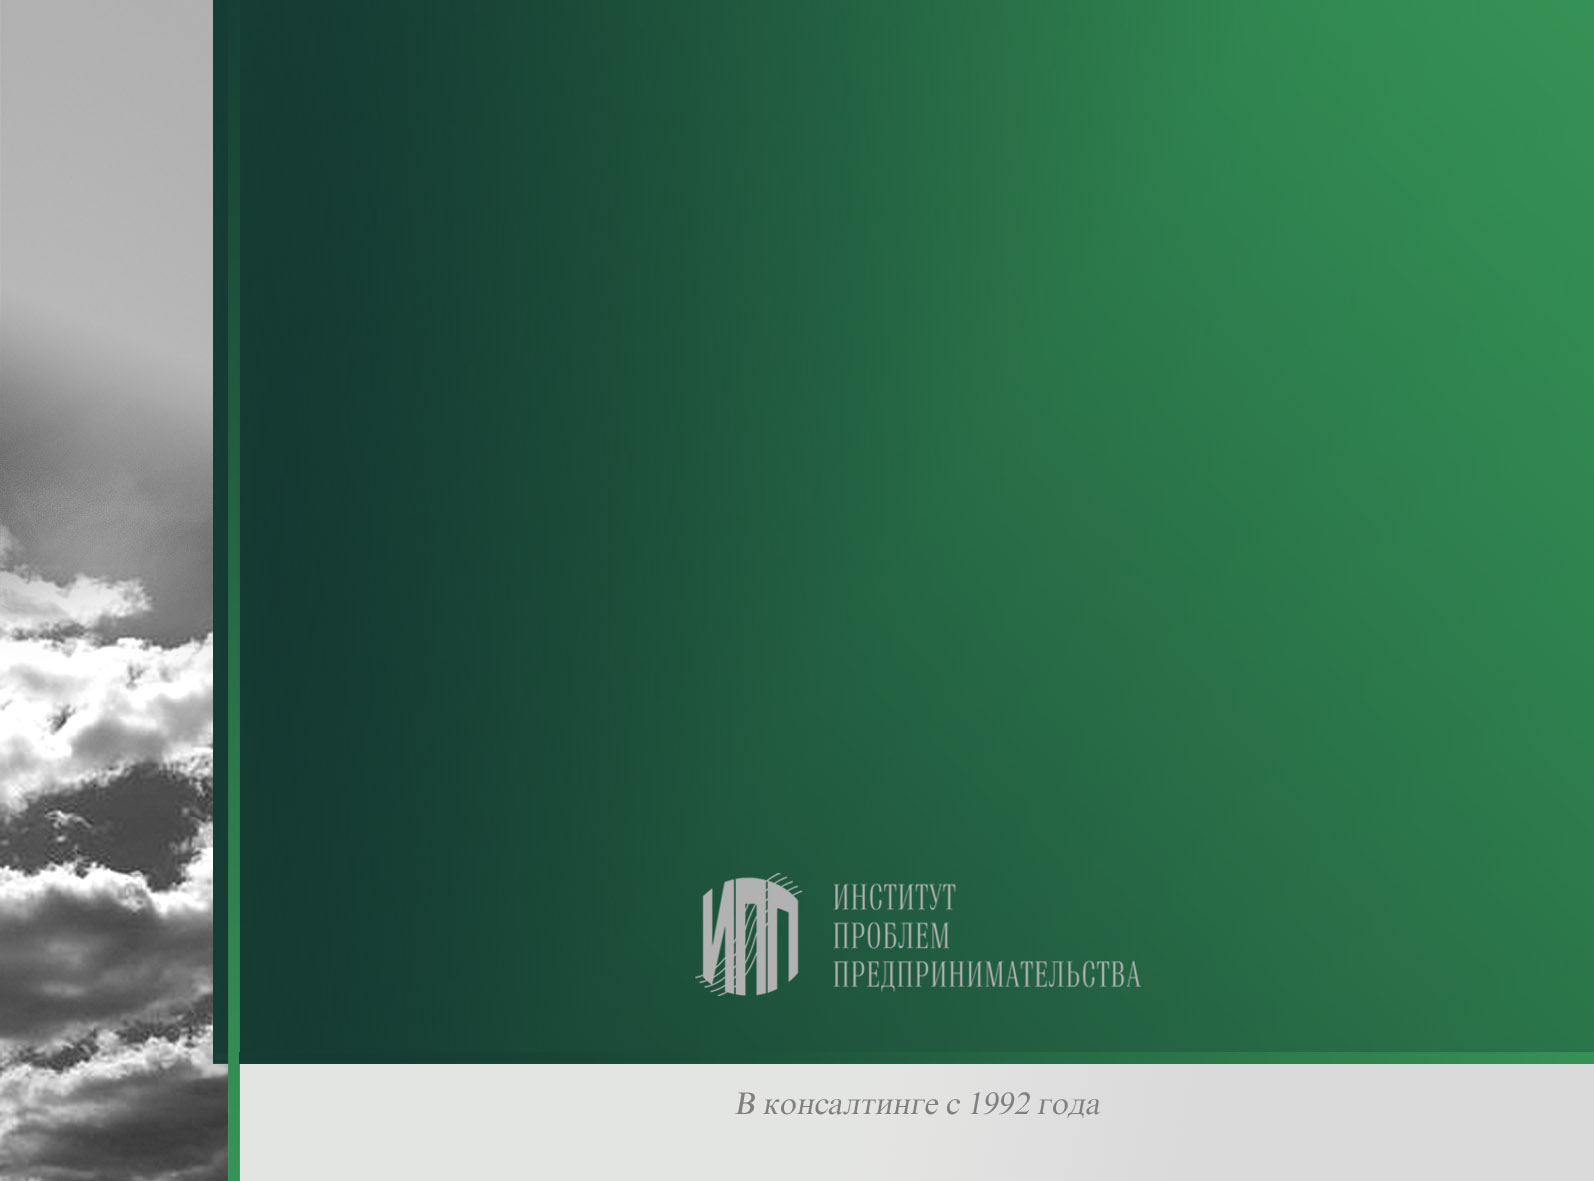 ИПП
ИНСТИТУТ
ПРОБЛЕМ
ПРЕДПРИНИМАТЕЛЬСТВА
В консалтинге с 1992 года